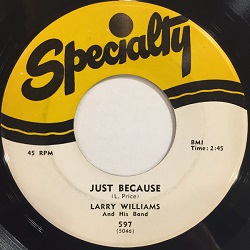 Specialty
45 RPM
BMI
Time: 2:45
JUST BECAUSE
(L. Price)
LARRY WILLIAMS
And His Band
597
(5046)